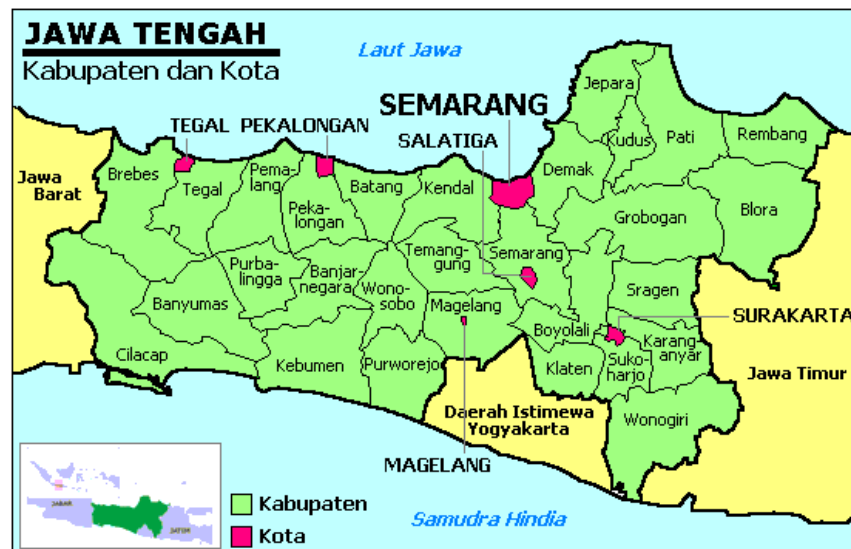 JAWA TENGAH
Kabupaten dan Kota
Laut Jawa
SEMARANG
TEGAL
PEKALONGAN
SALATIGA
Jepara
Kudus
Pati
Rembang
Jawa
Barat
Brebes
Tegal
Pema-
lang
Peka-
longan
Batang
Kendal
Demak
Grobogan
Blora
Purba-
lingga
Banjar-
negara
Wono-
sobo
Temang-
gung
Semarang
Banyumas
Magelang
Boyolali
Sragen
SURAKARTA
Karang-
anyar
Cilacap
Kebumen
Purworejo
Klaten
Suko-
harjo
Jawa Timur
Daerah Istimewa
Yogyakarta
Wonogiri
MAGELANG
JABAR
JATIM
Kabupaten
Kota
Samudra Hindia